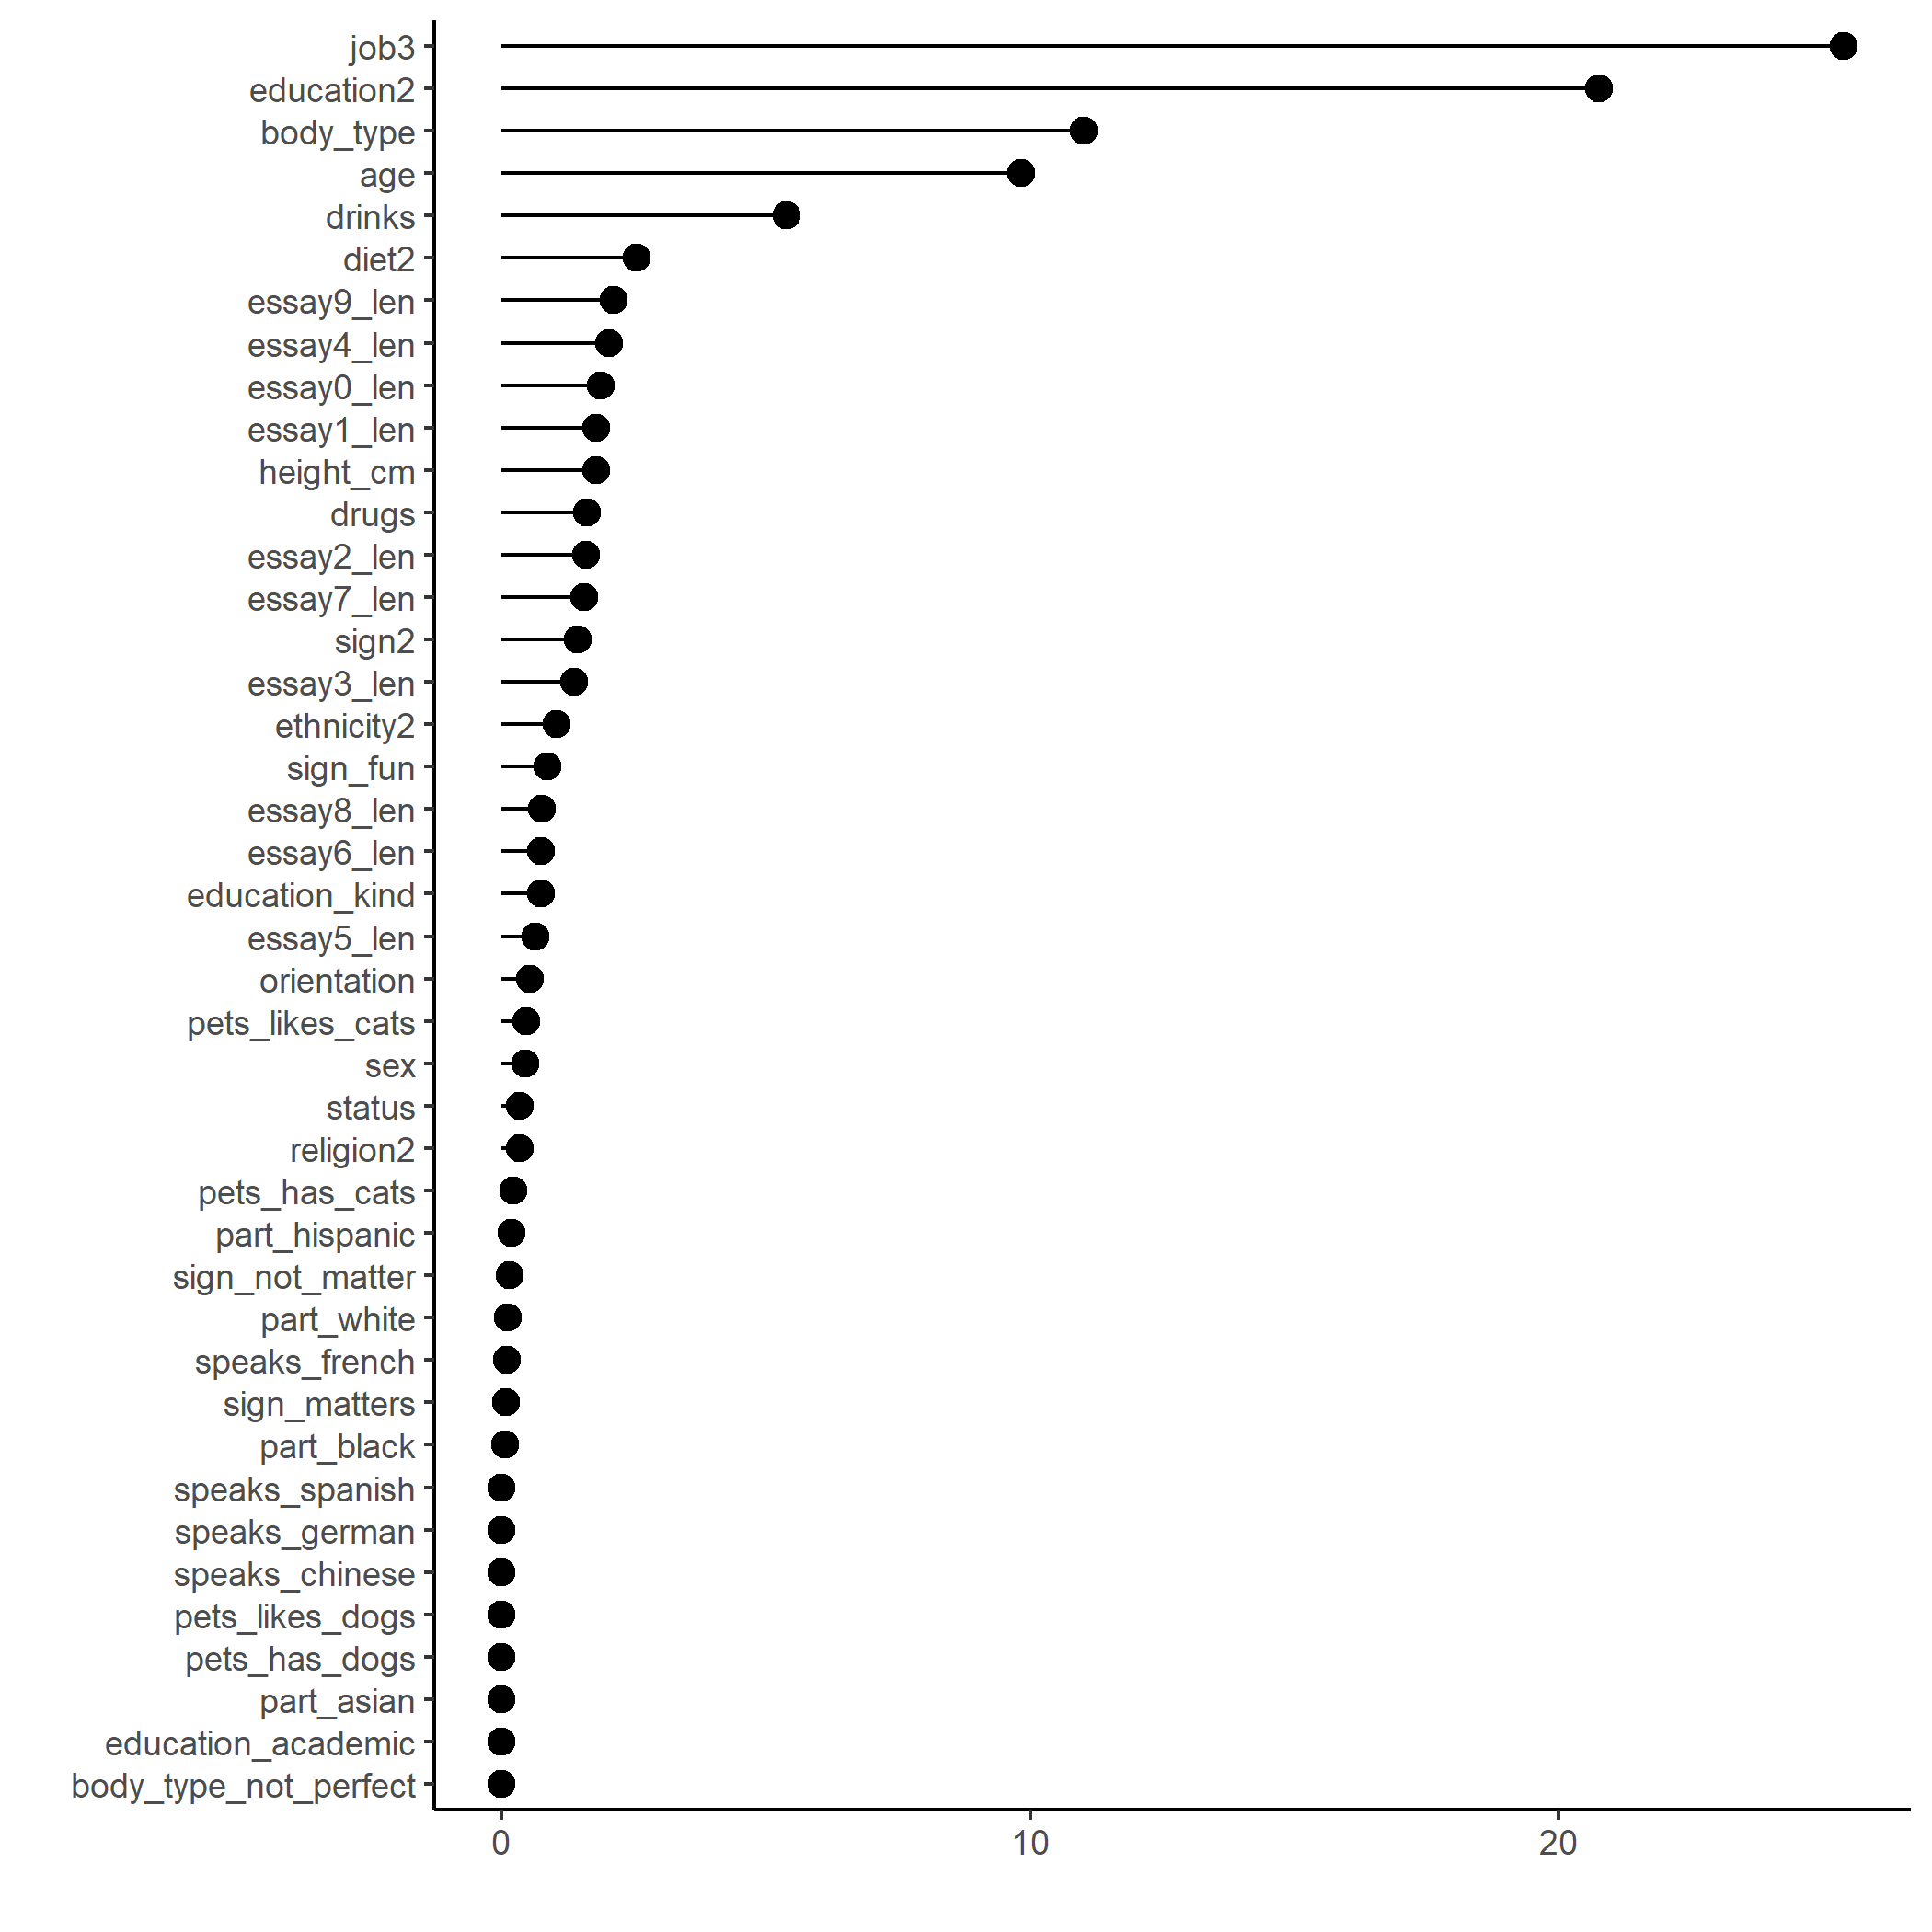 job3
education2
body_type
age
drinks
diet2
essay9_len
essay4_len
essay0_len
essay1_len
height_cm
drugs
essay2_len
essay7_len
sign2
essay3_len
ethnicity2
sign_fun
essay8_len
essay6_len
education_kind
essay5_len
orientation
pets_likes_cats
sex
status
religion2
pets_has_cats
part_hispanic
sign_not_matter
part_white
speaks_french
sign_matters
part_black
speaks_spanish
speaks_german
speaks_chinese
pets_likes_dogs
pets_has_dogs
part_asian
education_academic
body_type_not_perfect
0 10 20